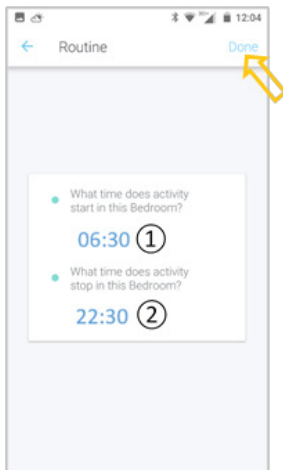 12:04
Routine Done
What time does activity
start in this Bedroom?
06:30 ①
What time does activity
stop in this Bedroom?
22:30 ②